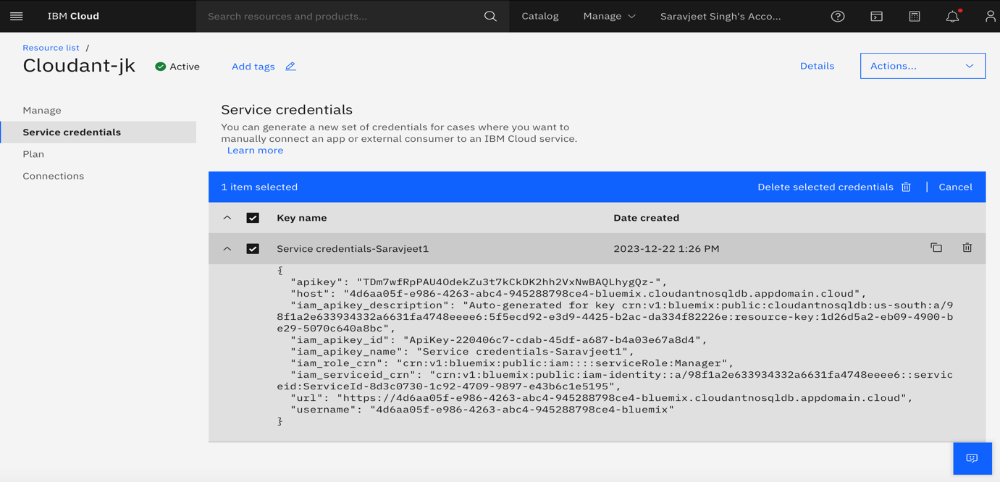 IBM Cloud
Search resources and products...
Catalog
Manage
Saravjeet Singh's Acco...
Resource list /
Cloudant-jk
Active
Add tags
Details
Actions...
Manage
Service credentials
Plan
Connections
Service credentials
You can generate a new set of credentials for cases where you want to
manually connect an app or external consumer to an IBM Cloud service.
Learn more
1 item selected
Delete selected credentials | Cancel
Key name
Date created
Service credentials-Saravjeet1
2023-12-22 1:26 PM
{
"apikey": "TDm7wfRpPAU4OdekZu3t7kCkDK2hh2VxNwBAQLhygQz-",
"host": "4d6aa05f-e986-4263-abc4-945288798ce4-bluemix.cloudantnosqldb.appdomain.cloud",
"iam_apikey_description": "Auto-generated for key crn:v1:bluemix:public:cloudantnosqldb:us-south:a/9
8f1a2e633934332a6631fa4748eeee6:5f5ecd92-e3d9-4425-b2ac-da334f82226e:resource-key:1d26d5a2-eb09-4900-b
e29-5070c640a8bc",
"iam_apikey_id": "ApiKey-220406c7-cdab-45df-a687-b4a03e67a8d4",
"iam_apikey_name": "Service credentials-Saravjeet1",
"iam_role_crn": "crn:v1:bluemix:public:iam::::serviceRole:Manager",
"iam_serviceid_crn": "crn:v1:bluemix:public:iam-identity::a/98f1a2e633934332a6631fa4748eeee6::servic
eid:ServiceId-8d3c0730-1c92-4709-9897-e43b6c1e5195",
"url": "https://4d6aa05f-e986-4263-abc4-945288798ce4-bluemix.cloudantnosqldb.appdomain.cloud",
"username": "4d6aa05f-e986-4263-abc4-945288798ce4-bluemix"
}